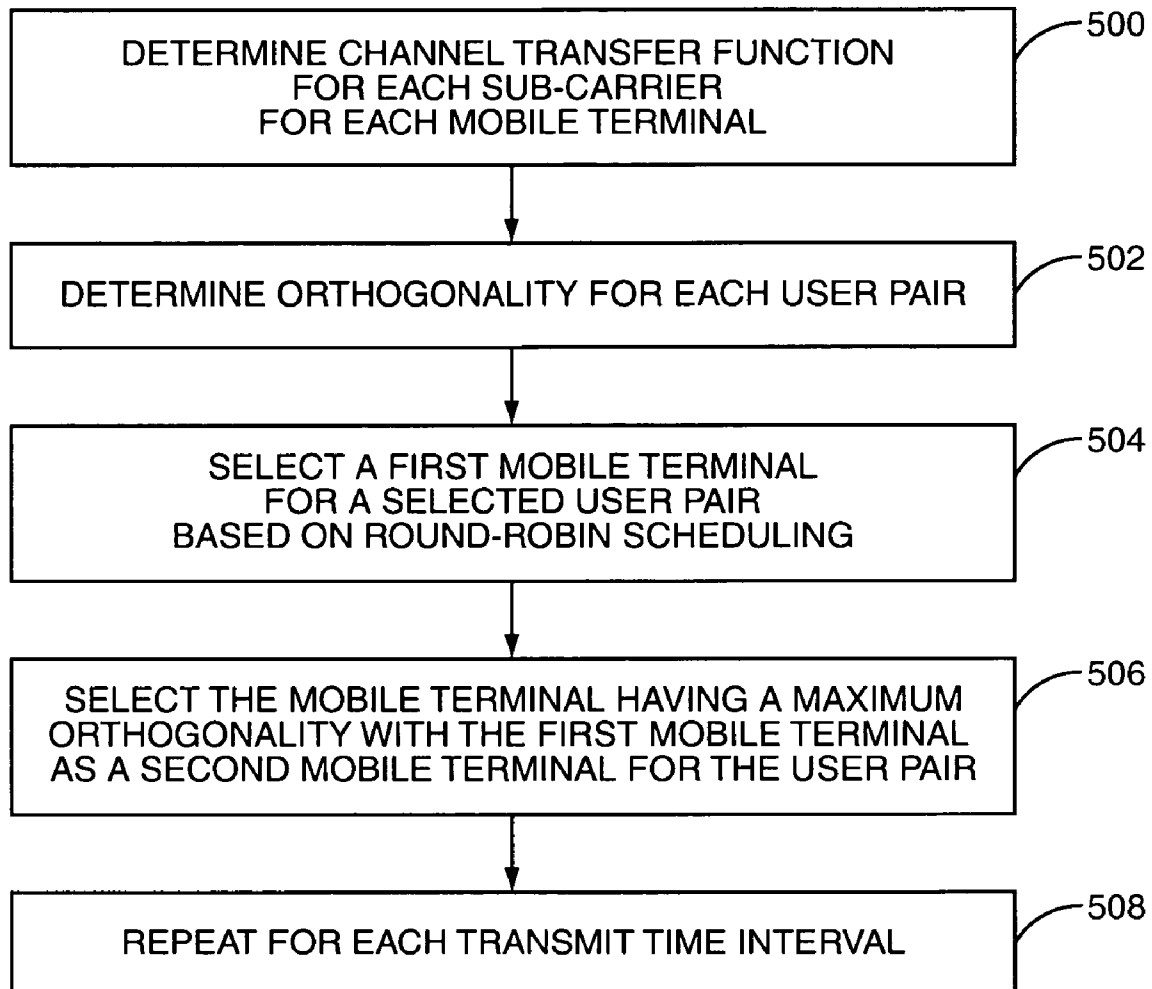 DETERMINE CHANNEL TRANSFER FUNCTION
FOR EACH SUB-CARRIER
FOR EACH MOBILE TERMINAL
500
DETERMINE ORTHOGONALITY FOR EACH USER PAIR
502
SELECT A FIRST MOBILE TERMINAL
FOR A SELECTED USER PAIR
BASED ON ROUND-ROBIN SCHEDULING
504
SELECT THE MOBILE TERMINAL HAVING A MAXIMUM
ORTHOGONALITY WITH THE FIRST MOBILE TERMINAL
AS A SECOND MOBILE TERMINAL FOR THE USER PAIR
506
REPEAT FOR EACH TRANSMIT TIME INTERVAL
508